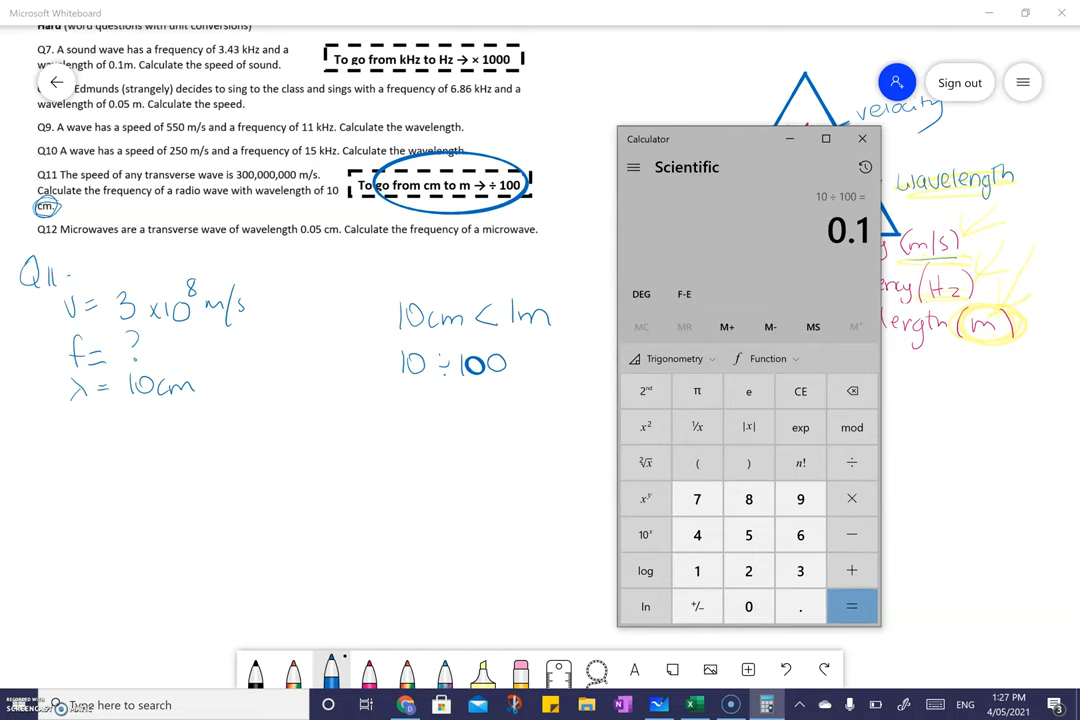 Microsoft Whiteboard
Hard (word questions with unit conversions)
Q7. A sound wave has a frequency of 3.43 kHz and a
length of 0.1m. Calculate the speed of sound.
To go from kHz to Hz → × 1000
Edmunds (strangely) decides to sing to the class and sings with a frequency of 6.86 kHz and a
wavelength of 0.05 m. Calculate the speed.
Q9. A wave has a speed of 550 m/s and a frequency of 11 kHz. Calculate the wavelength.
Q10 A wave has a speed of 250 m/s and a frequency of 15 kHz. Calculate the wavelength.
Q11 The speed of any transverse wave is 300,000,000 m/s.
Calculate the frequency of a radio wave with wavelength of 10
cm.
To go from cm to m → ÷ 100
Q12 Microwaves are a transverse wave of wavelength 0.05 cm. Calculate the frequency of a microwave.
Q11.
v = 3 ×10⁸ m/s
f = ?
λ = 10cm
10cm < 1m
10 ÷ 100
Sign out
velocity
wavelength
(m/s)
(Hz)
length (m)
Calculator
Scientific
10 ÷ 100 =
0.1
DEG F-E
MC MR M+ M- MS M˅
Trigonometry Function
2ⁿᵈ π e CE
x² ¹/x |x| exp mod
²√x ( ) n! ÷
xʸ 7 8 9 ×
10ˣ 4 5 6 −
log 1 2 3 +
ln +/− 0 . =
A
Type here to search
ENG
1:27 PM
4/05/2021
3